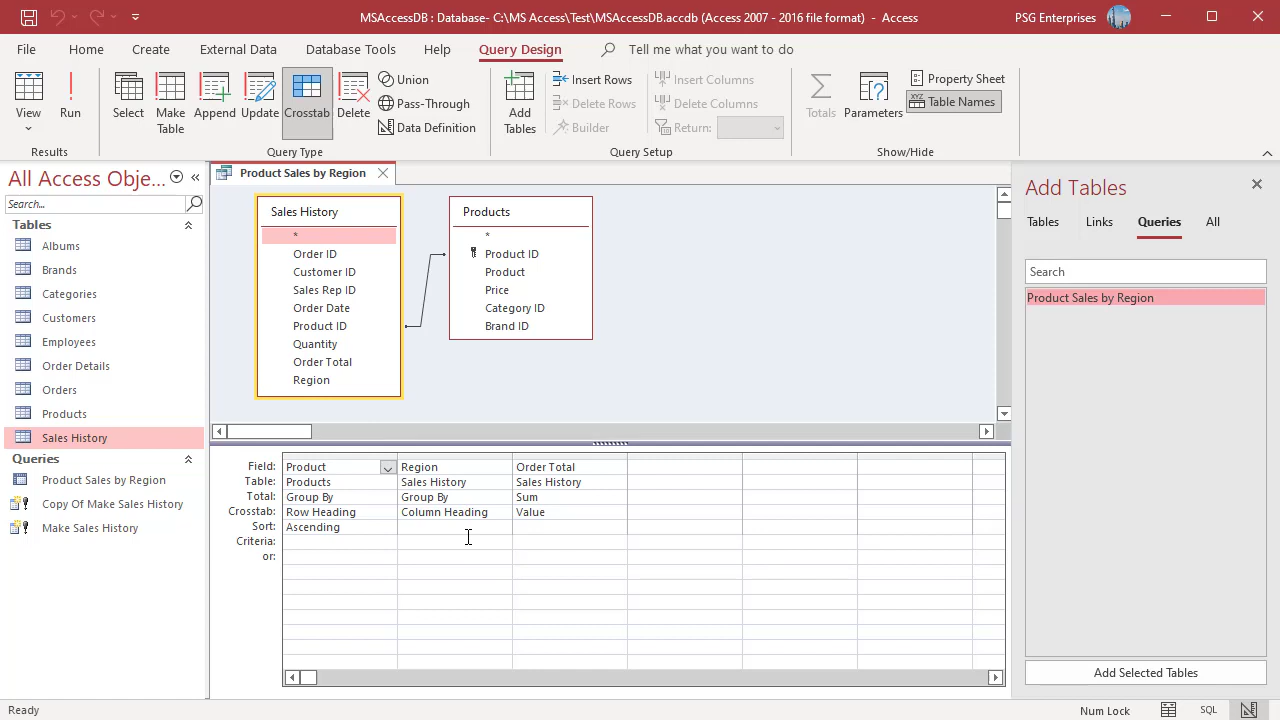 MSAccessDB : Database- C:\MS Access\Test\MSAccessDB.accdb (Access 2007 - 2016 file format) - Access
PSG Enterprises
File Home Create External Data Database Tools Help Query Design Tell me what you want to do
View
Run
Select
Make Table
Append
Update
Crosstab
Delete
Union
Pass-Through
Data Definition
Add Tables
Insert Rows
Delete Rows
Builder
Insert Columns
Delete Columns
Return:
Totals
Parameters
Property Sheet
XYZ
Table Names
Results
Query Type
Query Setup
Show/Hide
All Access Obje...
Search...
Tables
Albums
Brands
Categories
Customers
Employees
Order Details
Orders
Products
Sales History
Queries
Product Sales by Region
Copy Of Make Sales History
Make Sales History
Product Sales by Region
Sales History
*
Order ID
Customer ID
Sales Rep ID
Order Date
Product ID
Quantity
Order Total
Region
Products
*
Product ID
Product
Price
Category ID
Brand ID
Field: Product Region Order Total
Table: Products Sales History Sales History
Total: Group By Group By Sum
Crosstab: Row Heading Column Heading Value
Sort: Ascending
Criteria:
or:
Add Tables
Tables Links Queries All
Search
Product Sales by Region
Add Selected Tables
Ready
Num Lock
SQL